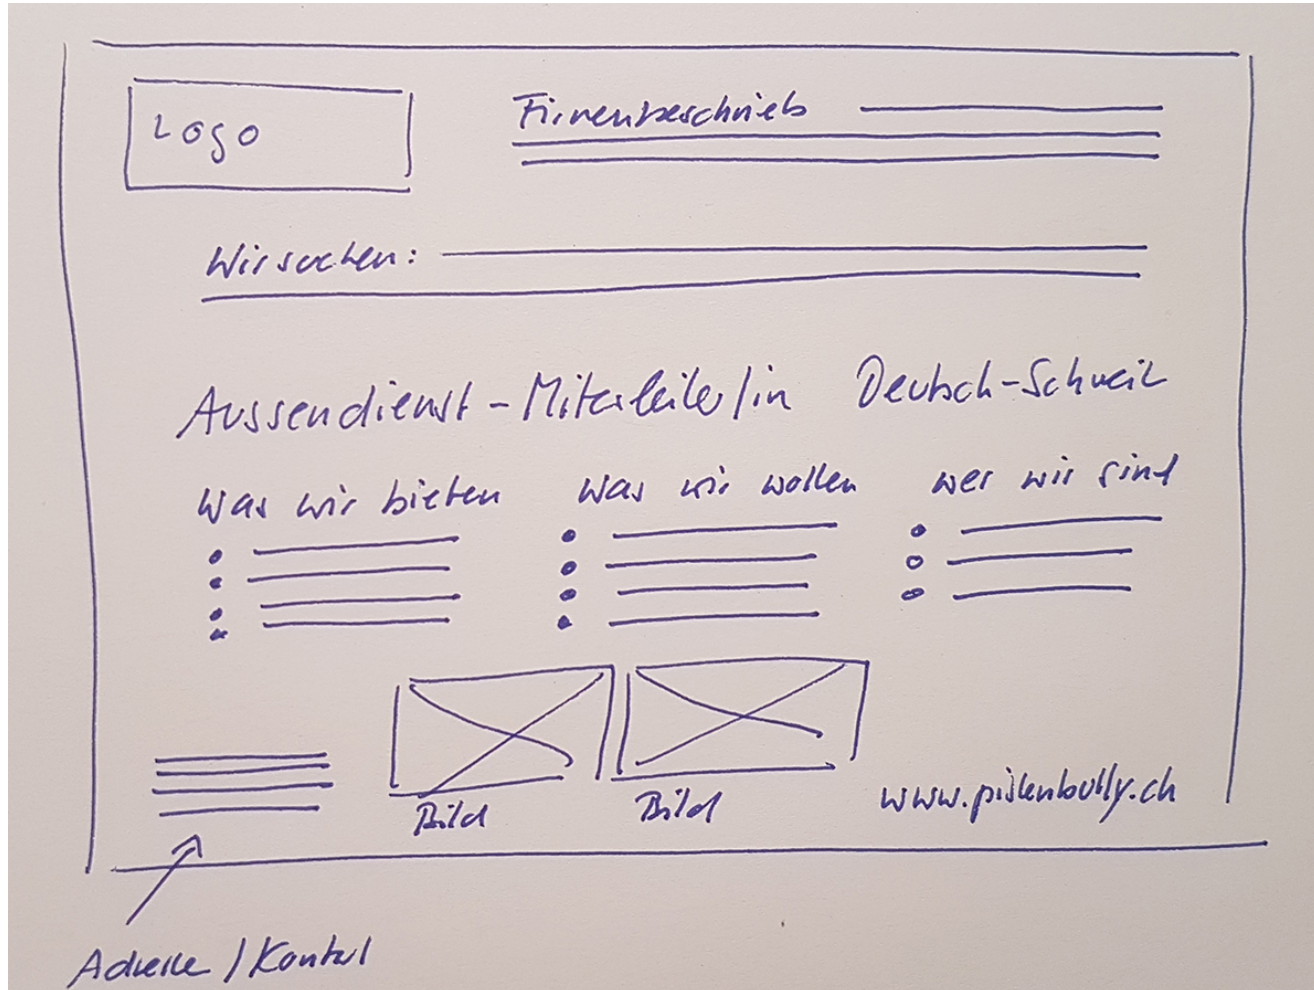 Logo
Firmenbeschrieb
Wir suchen:
Aussendienst-Mitarbeiter/in Deutsch-Schweiz
Was wir bieten
Was wir wollen
wer wir sind
Bild
Bild
www.pistenbully.ch
Adresse / Kontakt